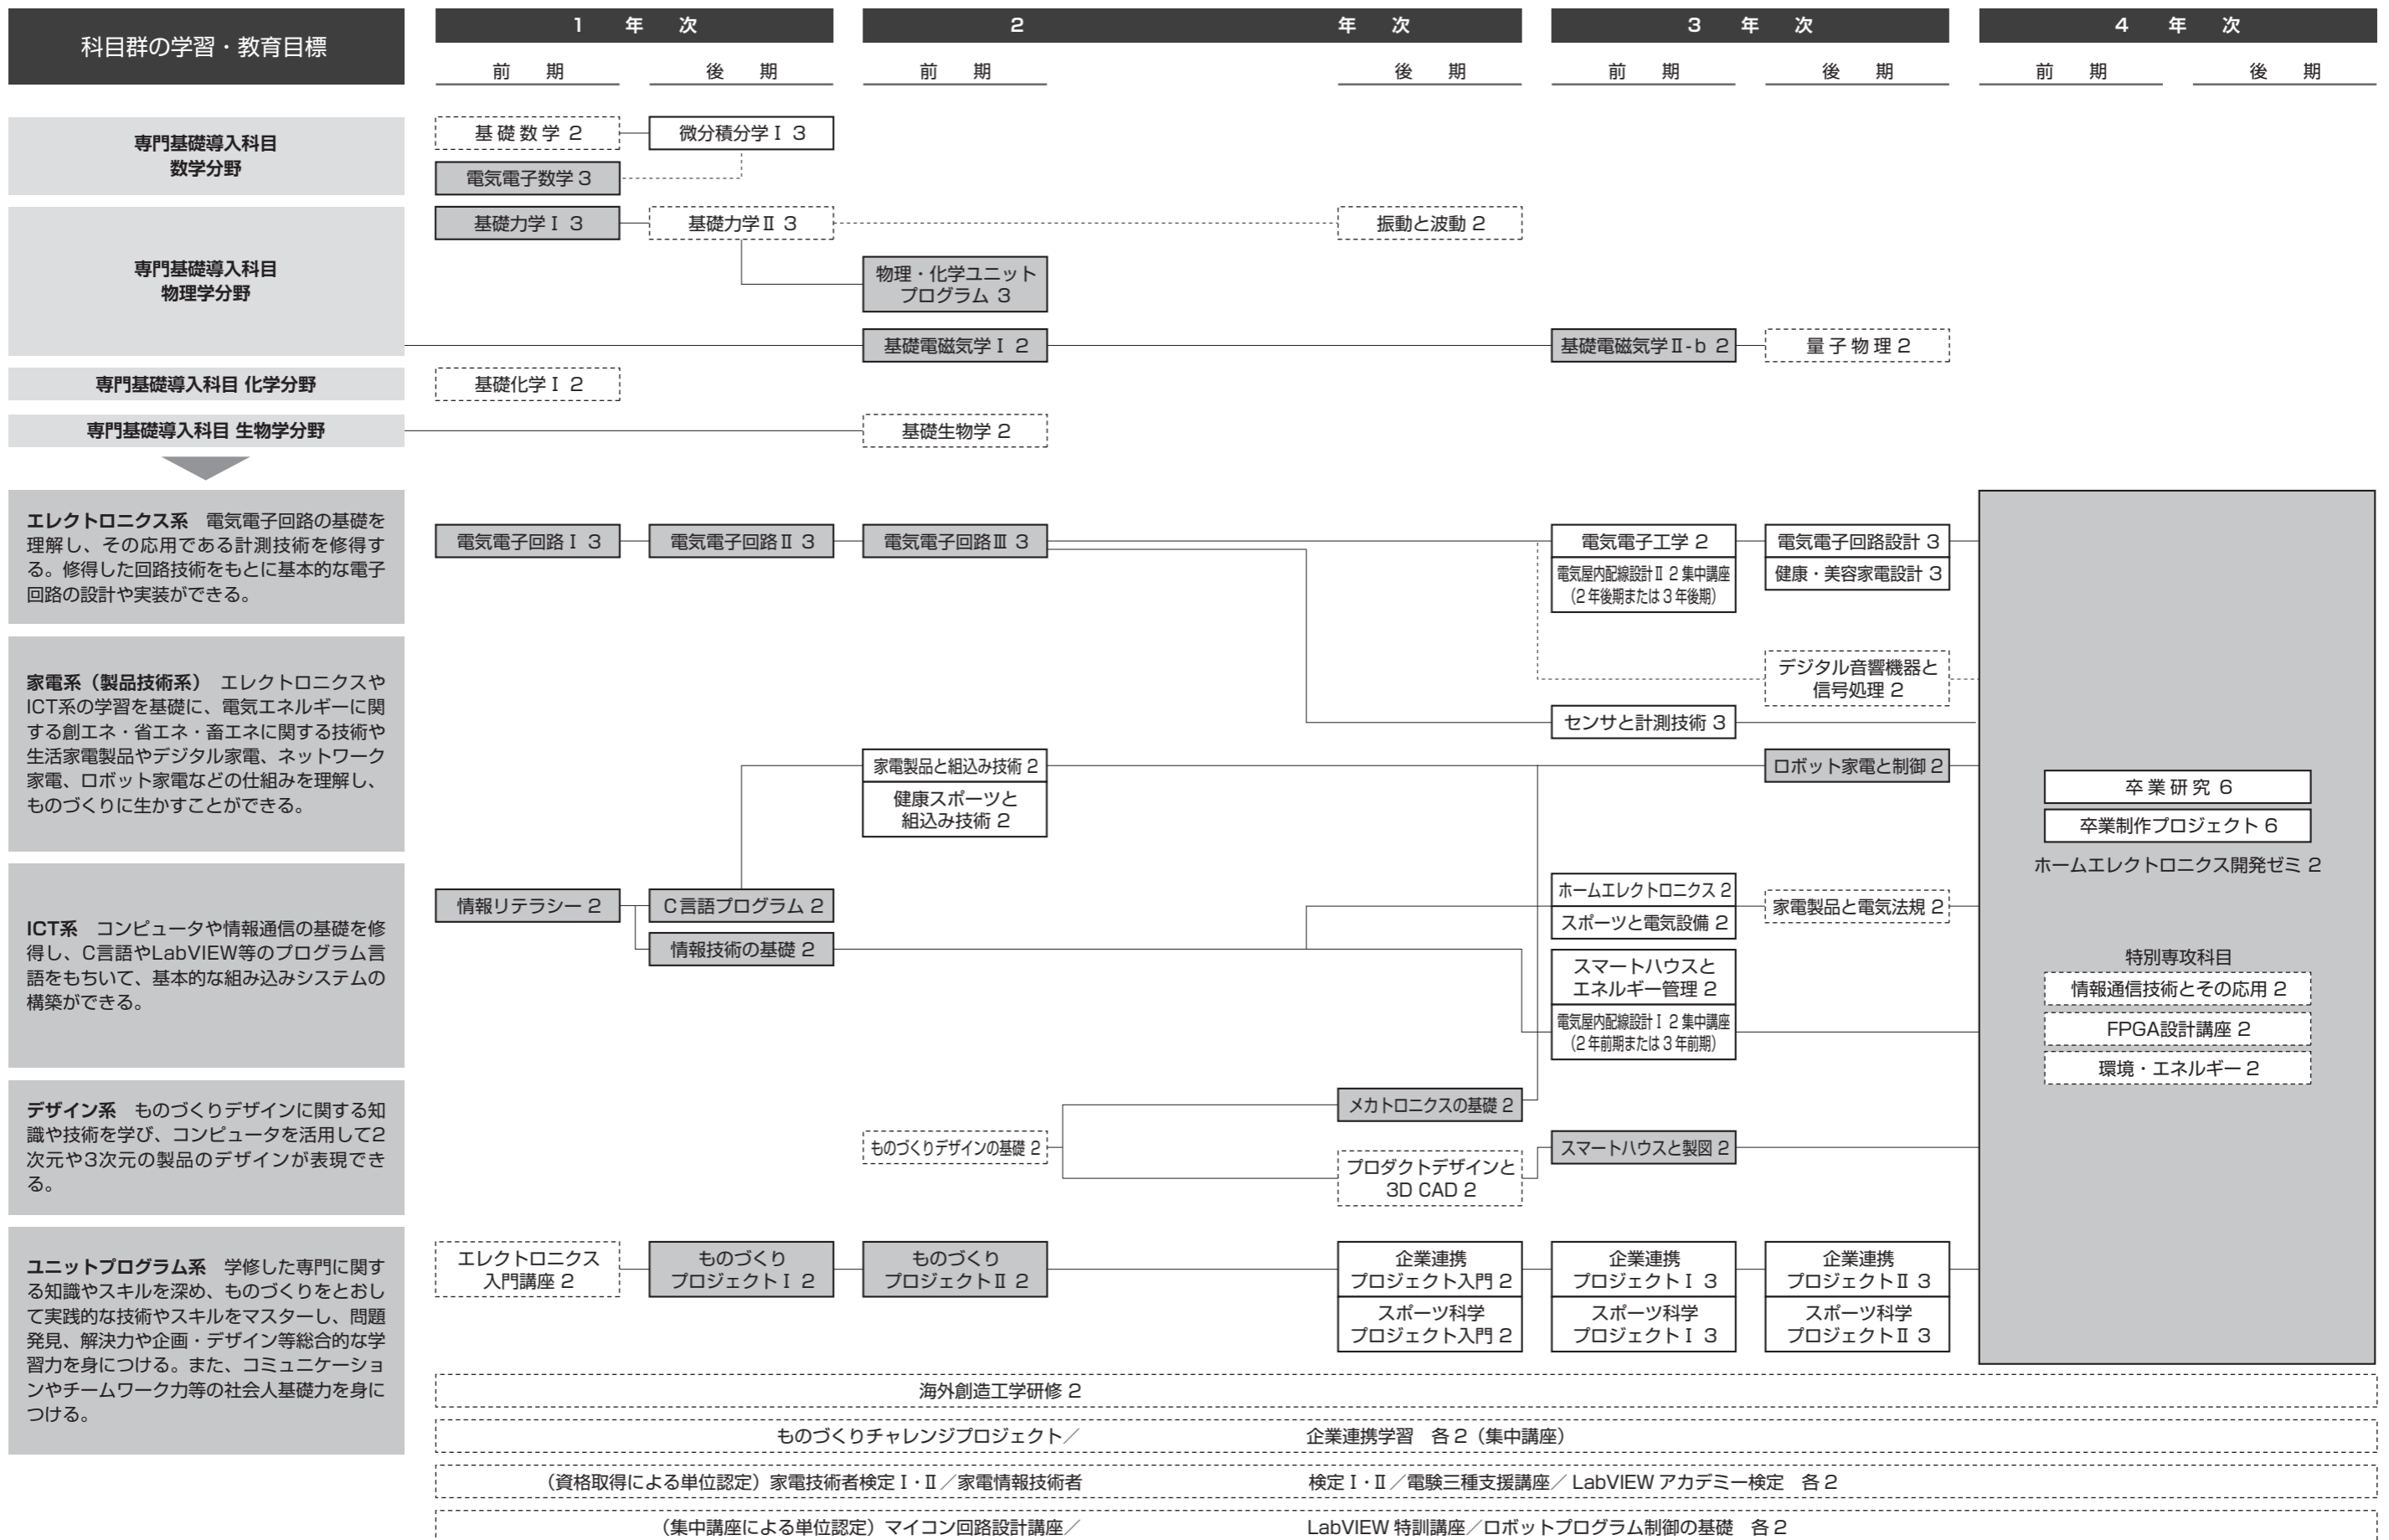 科目群の学習・教育目標
1 年 次
2 年 次
3 年 次
4 年 次
前 期
後 期
前 期
後 期
前 期
後 期
前 期
後 期
専門基礎導入科目
数学分野
基礎数学 2
微分積分学Ⅰ 3
電気電子数学 3
専門基礎導入科目
物理学分野
基礎力学Ⅰ 3
基礎力学Ⅱ 3
振動と波動 2
物理・化学ユニット
プログラム 3
基礎電磁気学Ⅰ 2
基礎電磁気学Ⅱ-b 2
量子物理 2
専門基礎導入科目 化学分野
基礎化学Ⅰ 2
専門基礎導入科目 生物学分野
基礎生物学 2
エレクトロニクス系 電気電子回路の基礎を
理解し、その応用である計測技術を修得す
る。修得した回路技術をもとに基本的な電子
回路の設計や実装ができる。
電気電子回路Ⅰ 3
電気電子回路Ⅱ 3
電気電子回路Ⅲ 3
電気電子工学 2
電気屋内配線設計Ⅱ 2 集中講座
(2年後期または3年後期)
電気電子回路設計 3
健康・美容家電設計 3
家電系(製品技術系) エレクトロニクスや
ICT系の学習を基礎に、電気エネルギーに関
する創エネ・省エネ・畜エネに関する技術や
生活家電製品やデジタル家電、ネットワーク
家電、ロボット家電などの仕組みを理解し、
ものづくりに生かすことができる。
デジタル音響機器と
信号処理 2
センサと計測技術 3
家電製品と組込み技術 2
健康スポーツと
組込み技術 2
ロボット家電と制御 2
ICT系 コンピュータや情報通信の基礎を修
得し、C言語やLabVIEW等のプログラム言
語をもちいて、基本的な組み込みシステムの
構築ができる。
情報リテラシー 2
C言語プログラム 2
情報技術の基礎 2
ホームエレクトロニクス 2
スポーツと電気設備 2
家電製品と電気法規 2
スマートハウスと
エネルギー管理 2
電気屋内配線設計Ⅰ 2 集中講座
(2年前期または3年前期)
デザイン系 ものづくりデザインに関する知
識や技術を学び、コンピュータを活用して2
次元や3次元の製品のデザインが表現でき
る。
ものづくりデザインの基礎 2
メカトロニクスの基礎 2
プロダクトデザインと
3D CAD 2
スマートハウスと製図 2
卒業研究 6
卒業制作プロジェクト 6
ホームエレクトロニクス開発ゼミ 2
特別専攻科目
情報通信技術とその応用 2
FPGA設計講座 2
環境・エネルギー 2
ユニットプログラム系 学修した専門に関す
る知識やスキルを深め、ものづくりをとおし
て実践的な技術やスキルをマスターし、問題
発見、解決力や企画・デザイン等総合的な学
習力を身につける。また、コミュニケーショ
ンやチームワーク力等の社会人基礎力を身に
つける。
エレクトロニクス
入門講座 2
ものづくり
プロジェクトⅠ 2
ものづくり
プロジェクトⅡ 2
企業連携
プロジェクト入門 2
スポーツ科学
プロジェクト入門 2
企業連携
プロジェクトⅠ 3
スポーツ科学
プロジェクトⅠ 3
企業連携
プロジェクトⅡ 3
スポーツ科学
プロジェクトⅡ 3
海外創造工学研修 2
ものづくりチャレンジプロジェクト/ 企業連携学習 各2(集中講座)
(資格取得による単位認定)家電技術者検定Ⅰ・Ⅱ/家電情報技術者 検定Ⅰ・Ⅱ/電験三種支援講座/LabVIEW アカデミー検定 各2
(集中講座による単位認定)マイコン回路設計講座/ LabVIEW 特訓講座/ロボットプログラム制御の基礎 各2